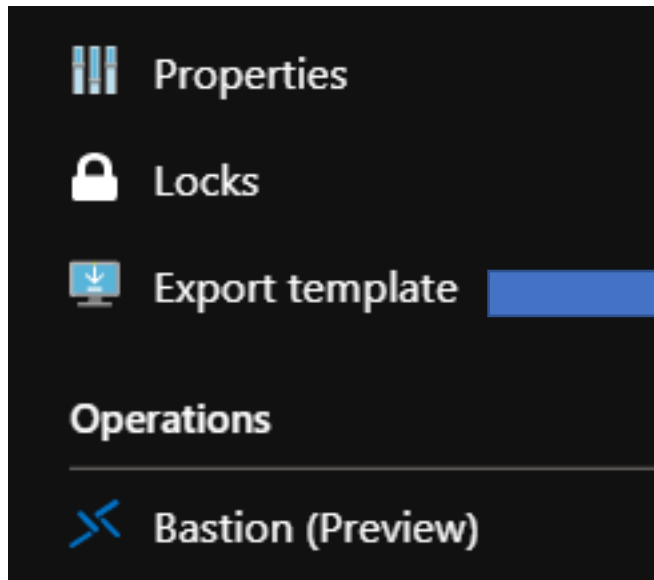 Properties
Locks
Export template
Operations
Bastion (Preview)